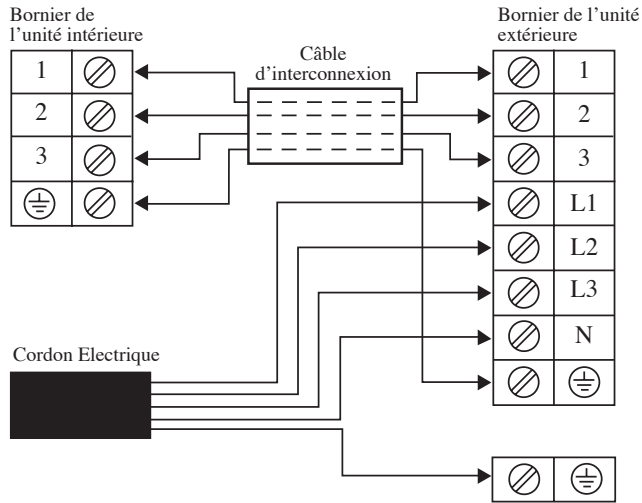 Bornier de
l'unité intérieure
1
2
3
Câble
d'interconnexion
Bornier de l'unité
extérieure
1
2
3
L1
L2
L3
N
Cordon Electrique